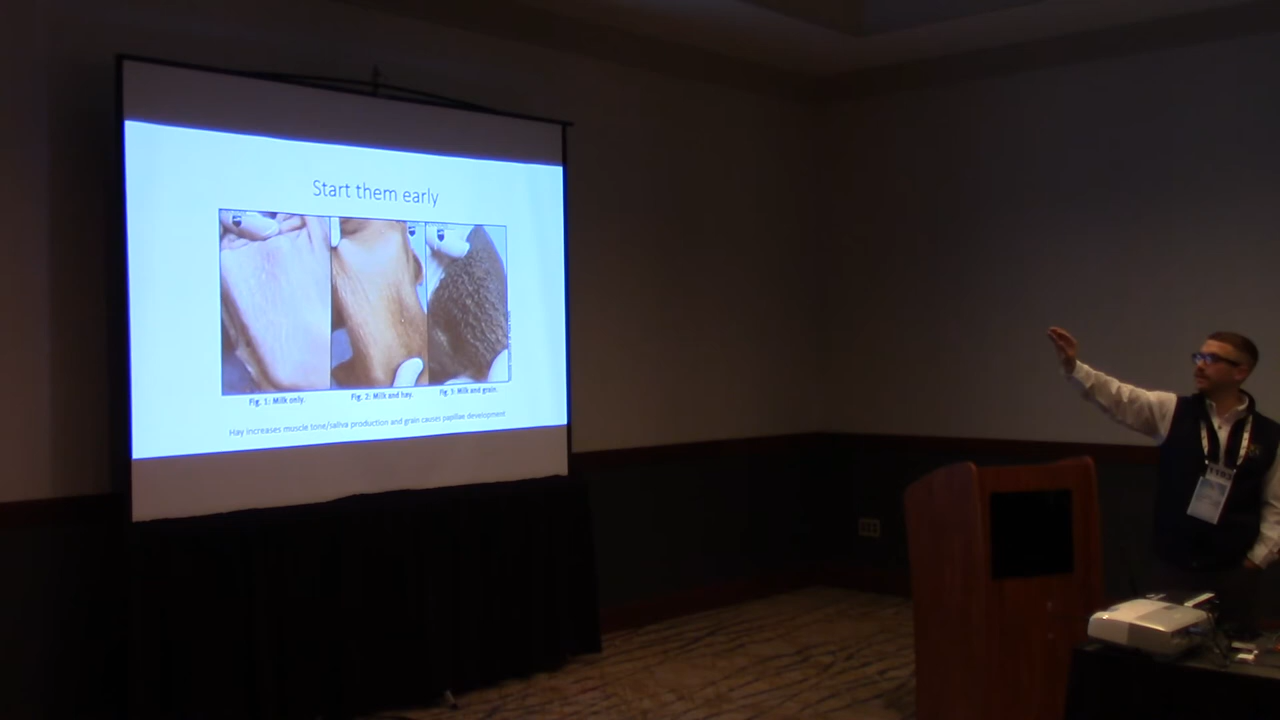 Start them early
Fig. 1: Milk only.
Fig. 2: Milk and hay.
Fig. 3: Milk and grain.
Hay increases muscle tone/saliva production and grain causes papillae development